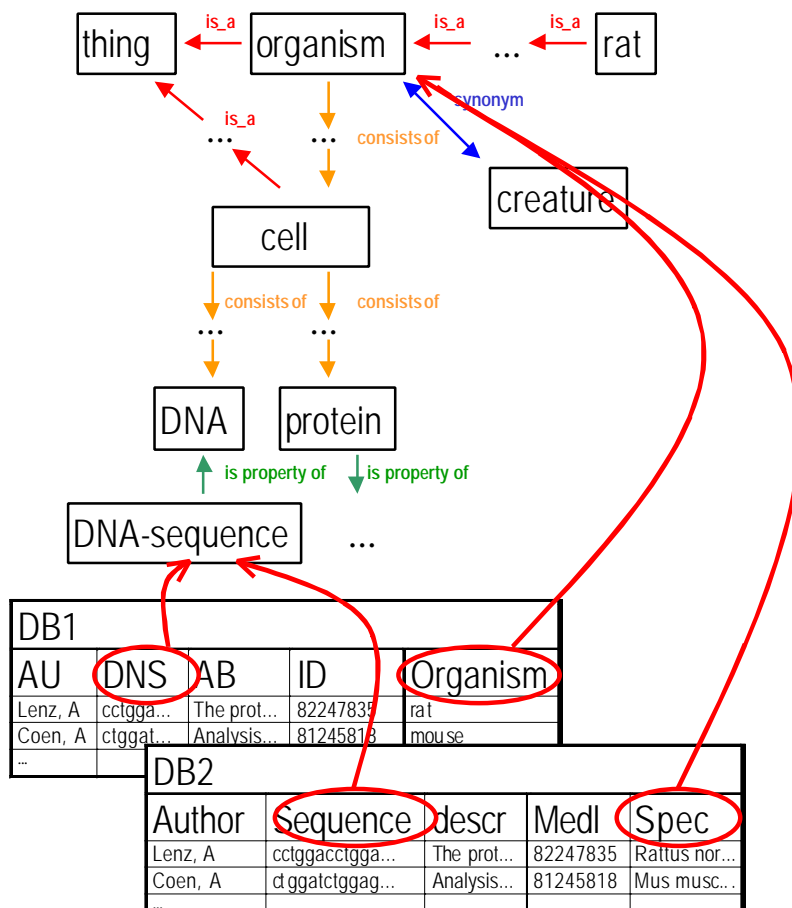 is_a is_a is_a
thing organism ... rat
synonym
is_a
... ... consists of
creature
cell
consists of consists of
... ...
DNA protein
is property of is property of
DNA-sequence ...
DB1
AU DNS AB ID Organism
Lenz, A cctgga... The prot... 82247835 rat
Coen, A ctggat... Analysis... 81245818 mouse
...
DB2
Author Sequence descr Medl Spec
Lenz, A cctggacctgga... The prot... 82247835 Rattus nor...
Coen, A ctggatctggag... Analysis... 81245818 Mus musc...
...